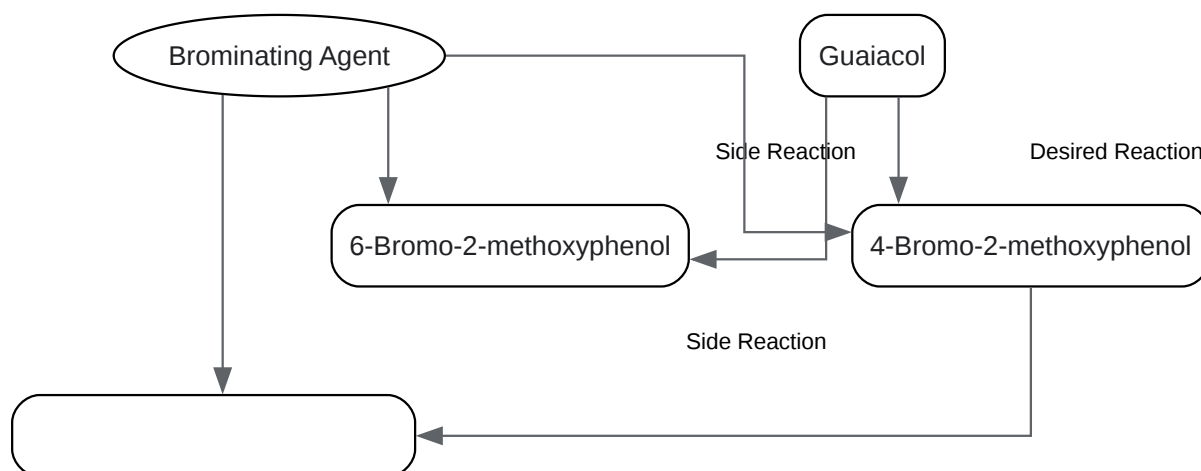 Brominating Agent
Guaiacol
Side Reaction
Desired Reaction
6-Bromo-2-methoxyphenol
4-Bromo-2-methoxyphenol
Side Reaction